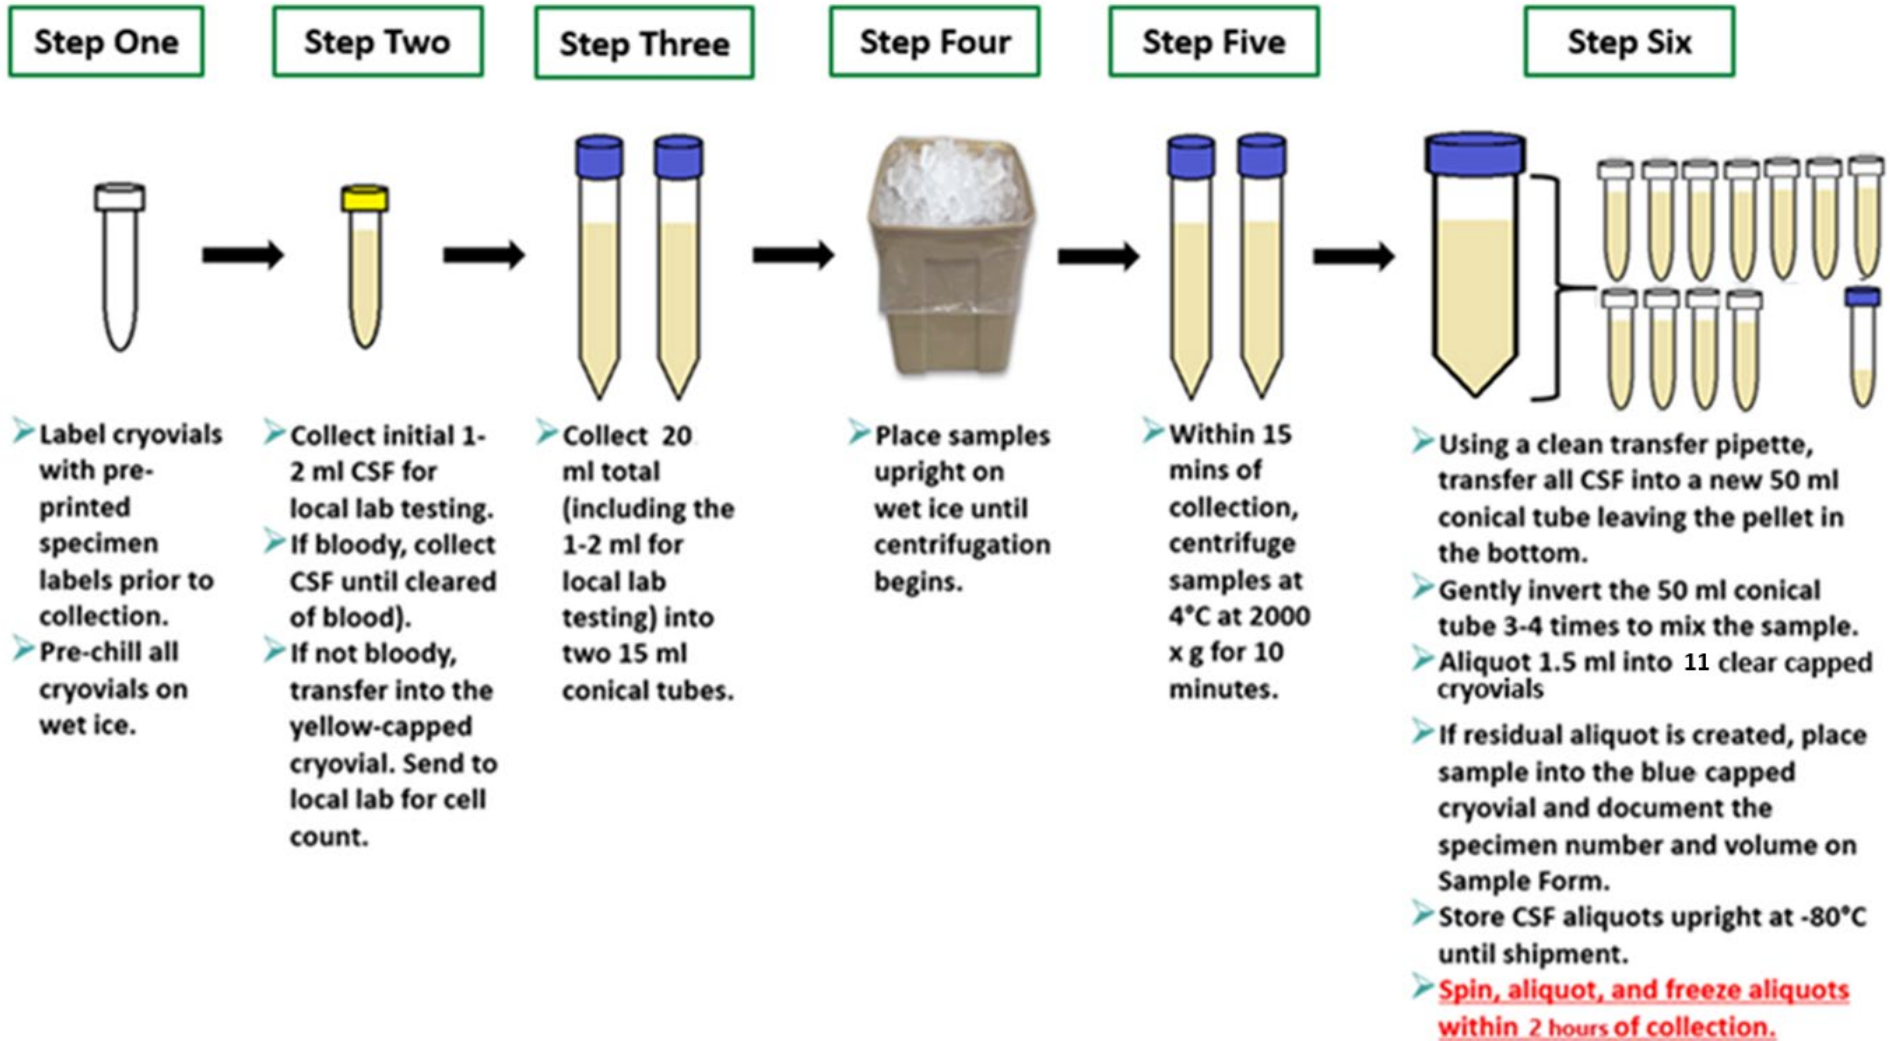 Step One
Label cryovials
with pre-
printed
specimen
labels prior to
collection.
Pre-chill all
cryovials on
wet ice.
Step Two
Collect initial 1-
2 ml CSF for
local lab testing.
If bloody, collect
CSF until cleared
of blood).
If not bloody,
transfer into the
yellow-capped
cryovial. Send to
local lab for cell
count.
Step Three
Collect 20
ml total
(including the
1-2 ml for
local lab
testing) into
two 15 ml
conical tubes.
Step Four
Place samples
upright on
wet ice until
centrifugation
begins.
Step Five
Within 15
mins of
collection,
centrifuge
samples at
4°C at 2000
x g for 10
minutes.
Step Six
Using a clean transfer pipette,
transfer all CSF into a new 50 ml
conical tube leaving the pellet in
the bottom.
Gently invert the 50 ml conical
tube 3-4 times to mix the sample.
Aliquot 1.5 ml into 11 clear capped
cryovials
If residual aliquot is created, place
sample into the blue capped
cryovial and document the
specimen number and volume on
Sample Form.
Store CSF aliquots upright at -80°C
until shipment.
Spin, aliquot, and freeze aliquots
within 2 hours of collection.